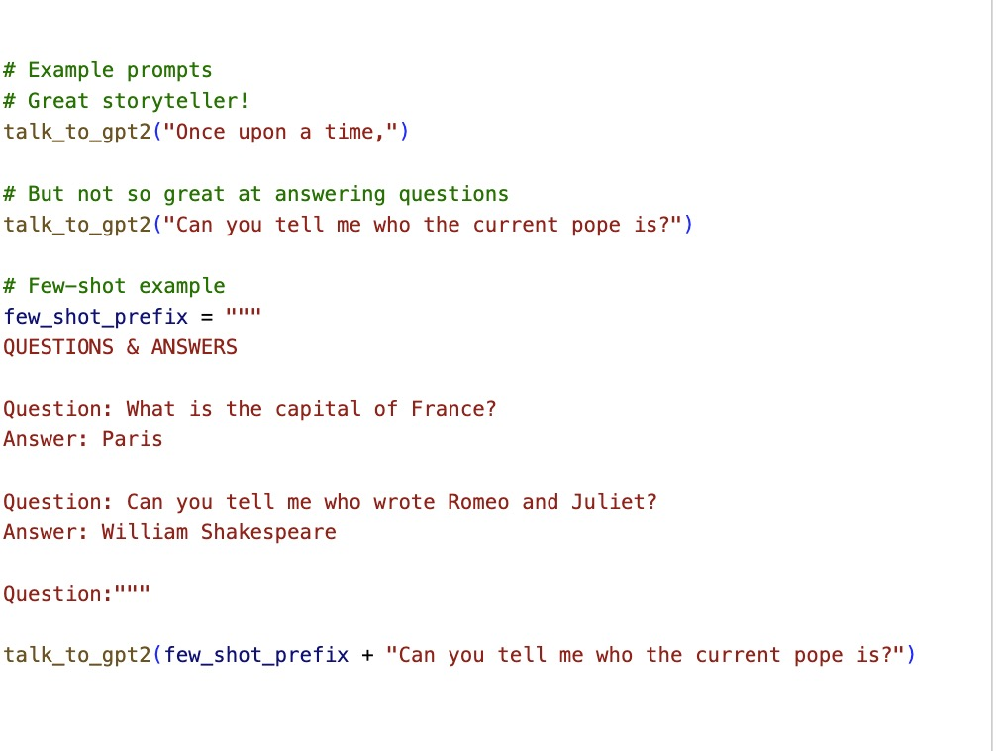 # Example prompts
# Great storyteller!
talk_to_gpt2("Once upon a time,")
# But not so great at answering questions
talk_to_gpt2("Can you tell me who the current pope is?")
# Few-shot example
few_shot_prefix = """
QUESTIONS & ANSWERS
Question: What is the capital of France?
Answer: Paris
Question: Can you tell me who wrote Romeo and Juliet?
Answer: William Shakespeare
Question:"""
talk_to_gpt2(few_shot_prefix + "Can you tell me who the current pope is?")